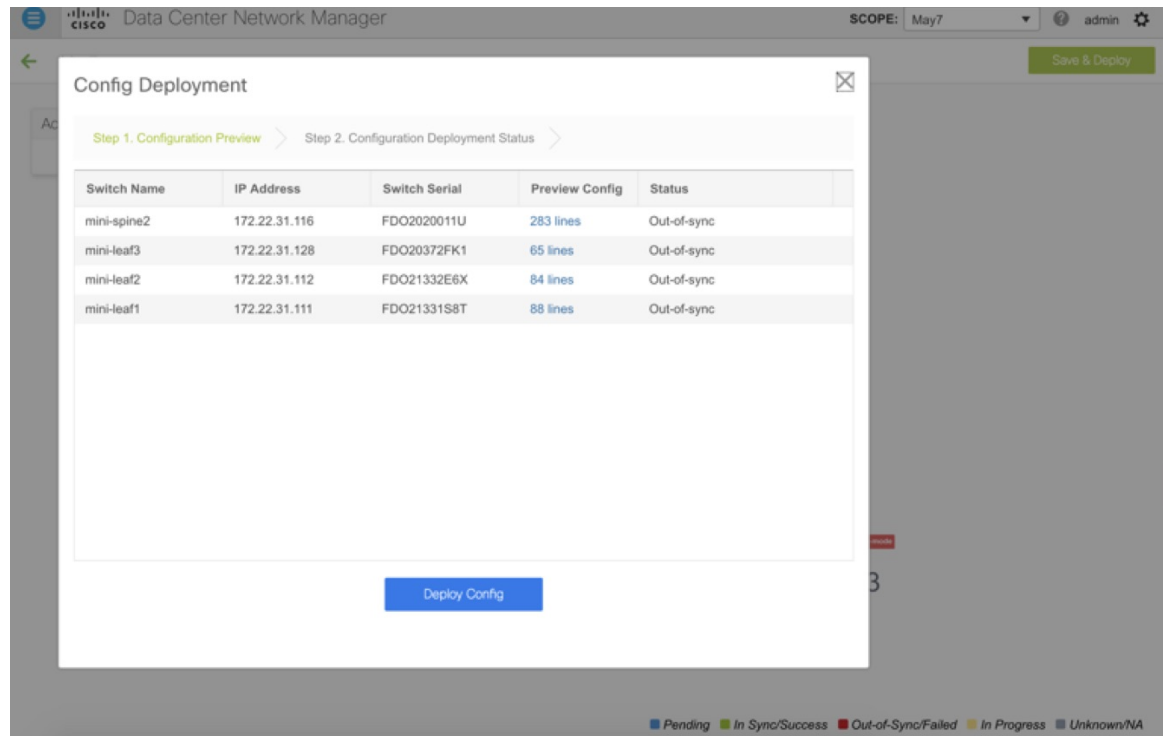 cisco Data Center Network Manager SCOPE: May7 admin
Save & Deploy
Config Deployment
Ac
Step 1. Configuration Preview Step 2. Configuration Deployment Status
Switch Name IP Address Switch Serial Preview Config Status
mini-spine2 172.22.31.116 FDO2020011U 283 lines Out-of-sync
mini-leaf3 172.22.31.128 FDO20372FK1 65 lines Out-of-sync
mini-leaf2 172.22.31.112 FDO21332E6X 84 lines Out-of-sync
mini-leaf1 172.22.31.111 FDO21331S8T 88 lines Out-of-sync
mode
3
Deploy Config
Pending In Sync/Success Out-of-Sync/Failed In Progress Unknown/NA